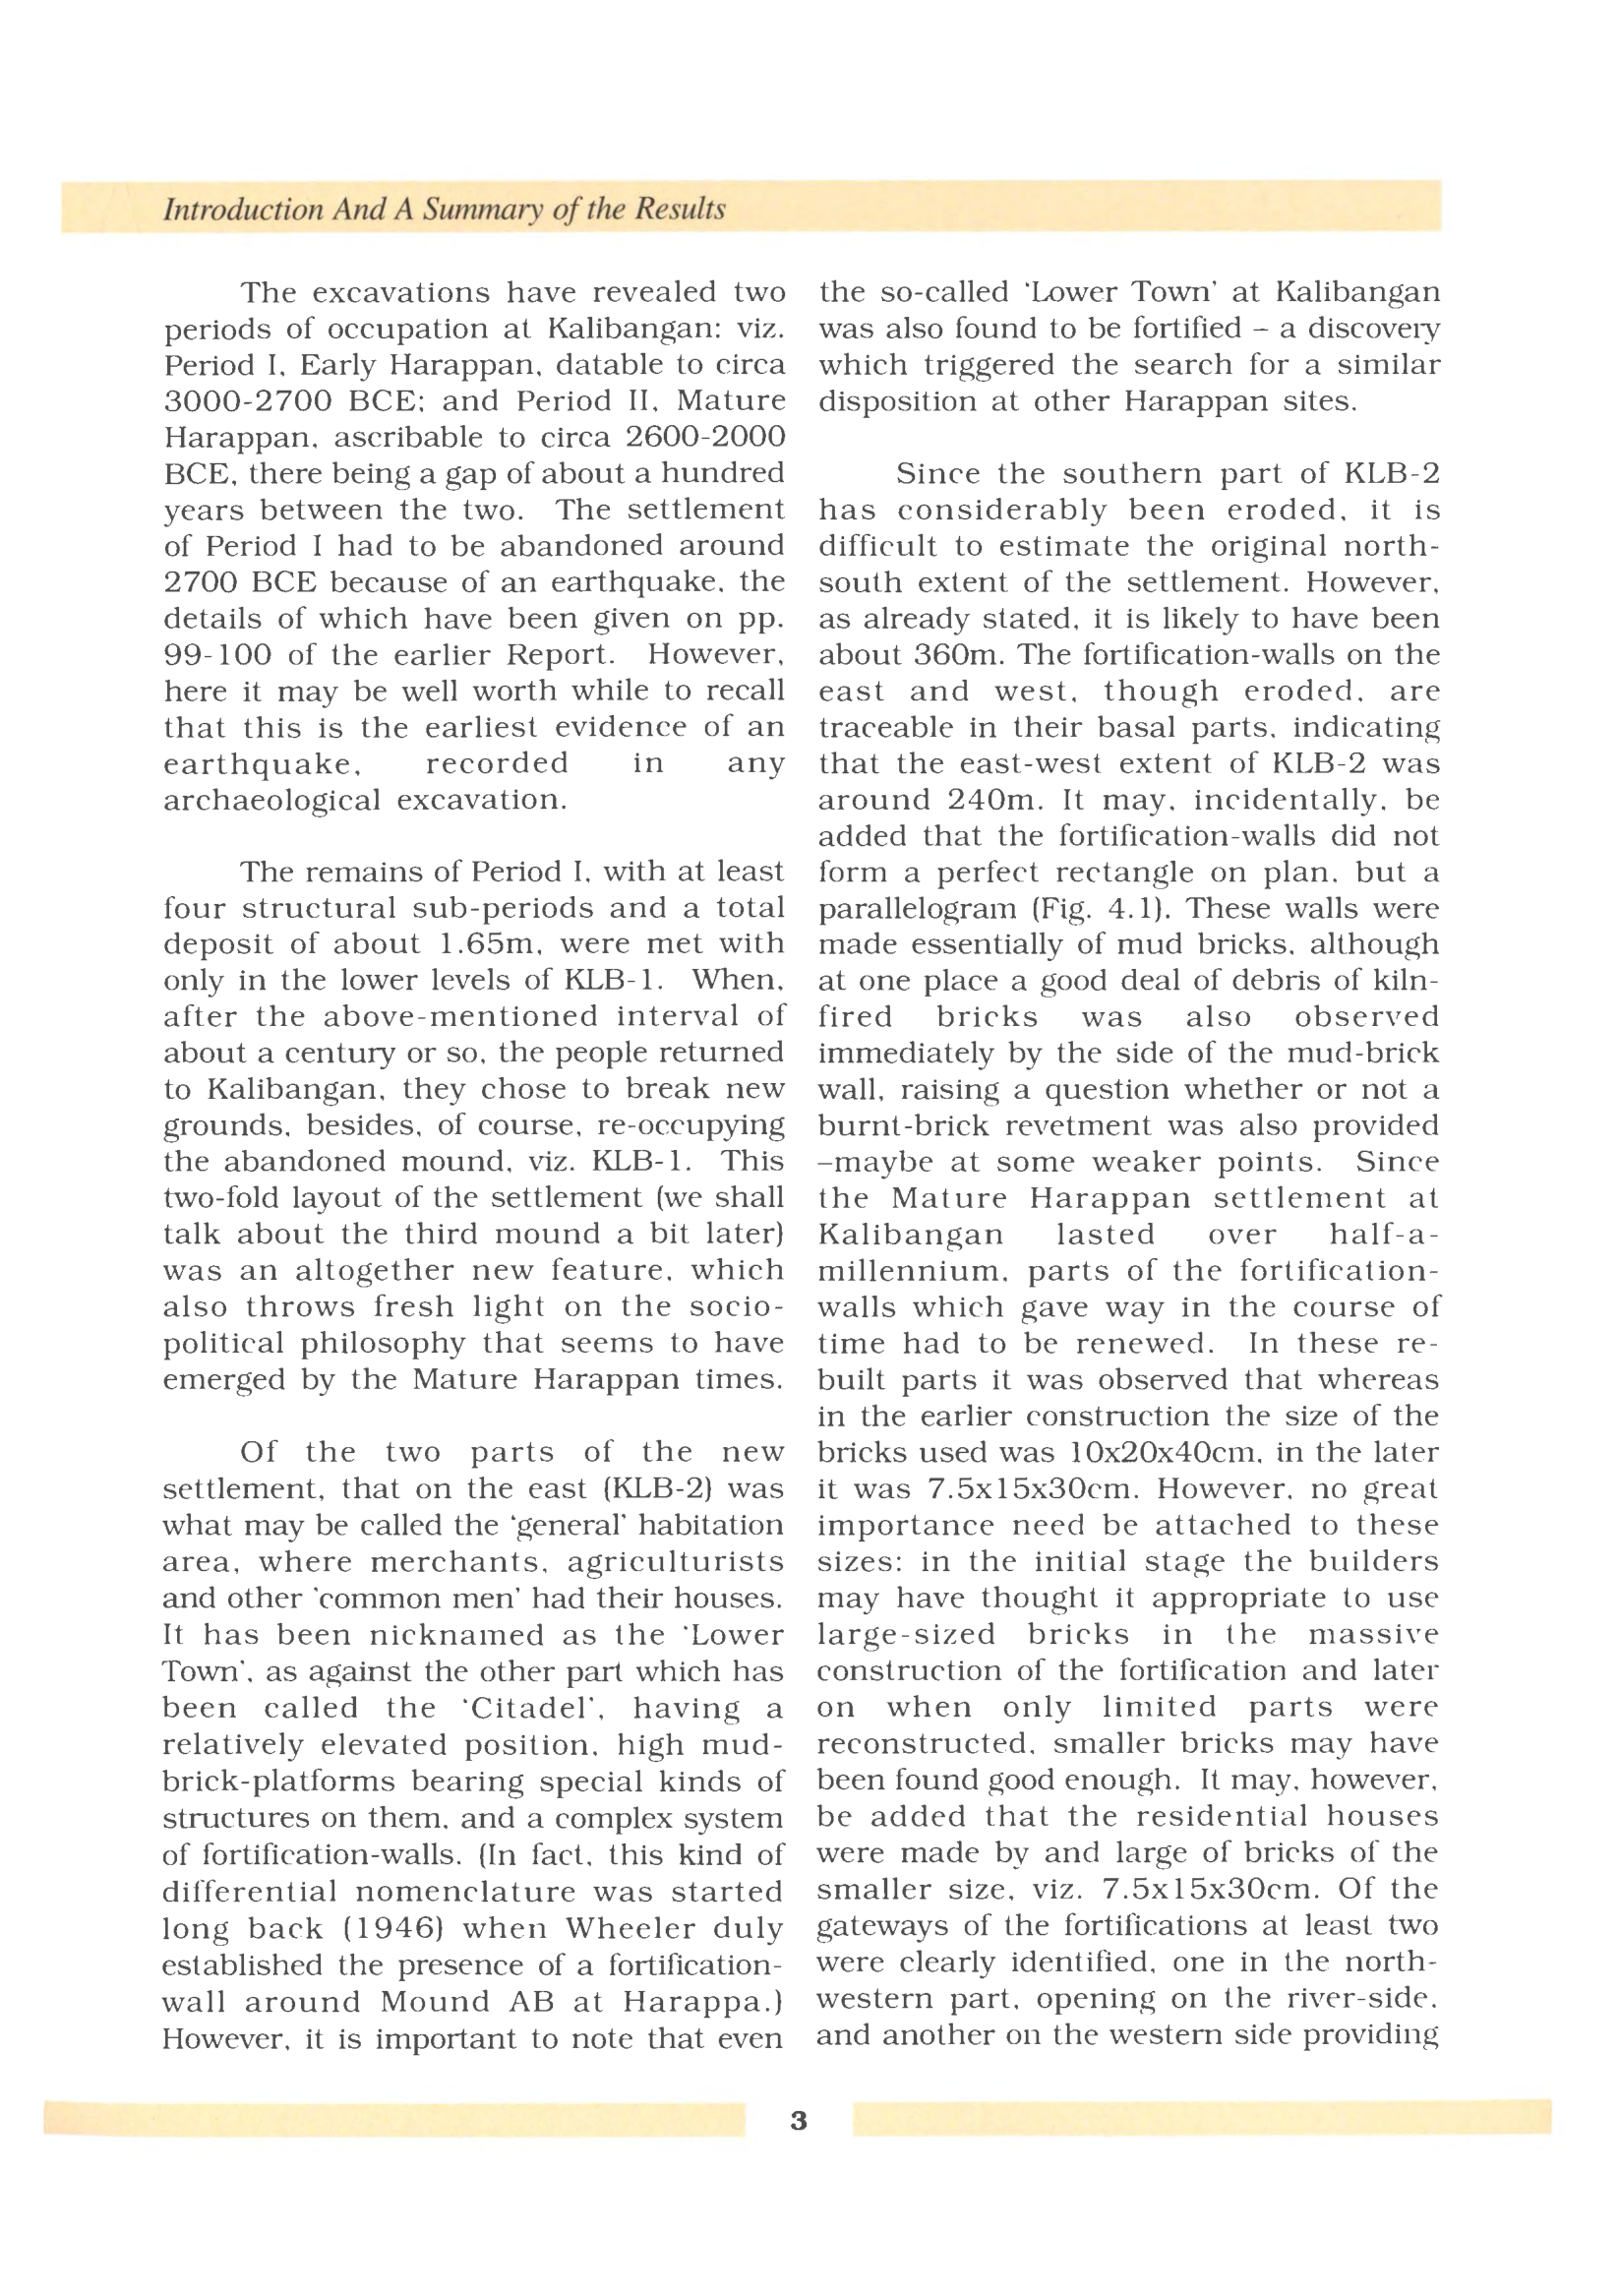 Introduction And A Summary of the Results
The excavations have revealed two
periods of occupation at Kalibangan: viz.
Period I, Early Harappan, datable to circa
3000-2700 BCE; and Period II, Mature
Harappan, ascribable to circa 2600-2000
BCE, there being a gap of about a hundred
years between the two. The settlement
of Period I had to be abandoned around
2700 BCE because of an earthquake, the
details of which have been given on pp.
99-100 of the earlier Report. However,
here it may be well worth while to recall
that this is the earliest evidence of an
earthquake, recorded in any
archaeological excavation.
The remains of Period I, with at least
four structural sub-periods and a total
deposit of about 1.65m, were met with
only in the lower levels of KLB-1. When,
after the above-mentioned interval of
about a century or so, the people returned
to Kalibangan, they chose to break new
grounds, besides, of course, re-occupying
the abandoned mound, viz. KLB-1. This
two-fold layout of the settlement (we shall
talk about the third mound a bit later)
was an altogether new feature, which
also throws fresh light on the socio-
political philosophy that seems to have
emerged by the Mature Harappan times.
Of the two parts of the new
settlement, that on the east (KLB-2) was
what may be called the ‘general’ habitation
area, where merchants, agriculturists
and other ‘common men’ had their houses.
It has been nicknamed as the ‘Lower
Town’, as against the other part which has
been called the ‘Citadel’, having a
relatively elevated position, high mud-
brick-platforms bearing special kinds of
structures on them, and a complex system
of fortification-walls. (In fact, this kind of
differential nomenclature was started
long back (1946) when Wheeler duly
established the presence of a fortification-
wall around Mound AB at Harappa.)
However, it is important to note that even
the so-called ‘Lower Town’ at Kalibangan
was also found to be fortified – a discovery
which triggered the search for a similar
disposition at other Harappan sites.
Since the southern part of KLB-2
has considerably been eroded, it is
difficult to estimate the original north-
south extent of the settlement. However,
as already stated, it is likely to have been
about 360m. The fortification-walls on the
east and west, though eroded, are
traceable in their basal parts, indicating
that the east-west extent of KLB-2 was
around 240m. It may, incidentally, be
added that the fortification-walls did not
form a perfect rectangle on plan, but a
parallelogram (Fig. 4.1). These walls were
made essentially of mud bricks, although
at one place a good deal of debris of kiln-
fired bricks was also observed
immediately by the side of the mud-brick
wall, raising a question whether or not a
burnt-brick revetment was also provided
–maybe at some weaker points. Since
the Mature Harappan settlement at
Kalibangan lasted over half-a-
millennium, parts of the fortification-
walls which gave way in the course of
time had to be renewed. In these re-
built parts it was observed that whereas
in the earlier construction the size of the
bricks used was 10x20x40cm, in the later
it was 7.5x15x30cm. However, no great
importance need be attached to these
sizes: in the initial stage the builders
may have thought it appropriate to use
large-sized bricks in the massive
construction of the fortification and later
on when only limited parts were
reconstructed, smaller bricks may have
been found good enough. It may, however,
be added that the residential houses
were made by and large of bricks of the
smaller size, viz. 7.5x15x30cm. Of the
gateways of the fortifications at least two
were clearly identified, one in the north-
western part, opening on the river-side,
and another on the western side providing
3